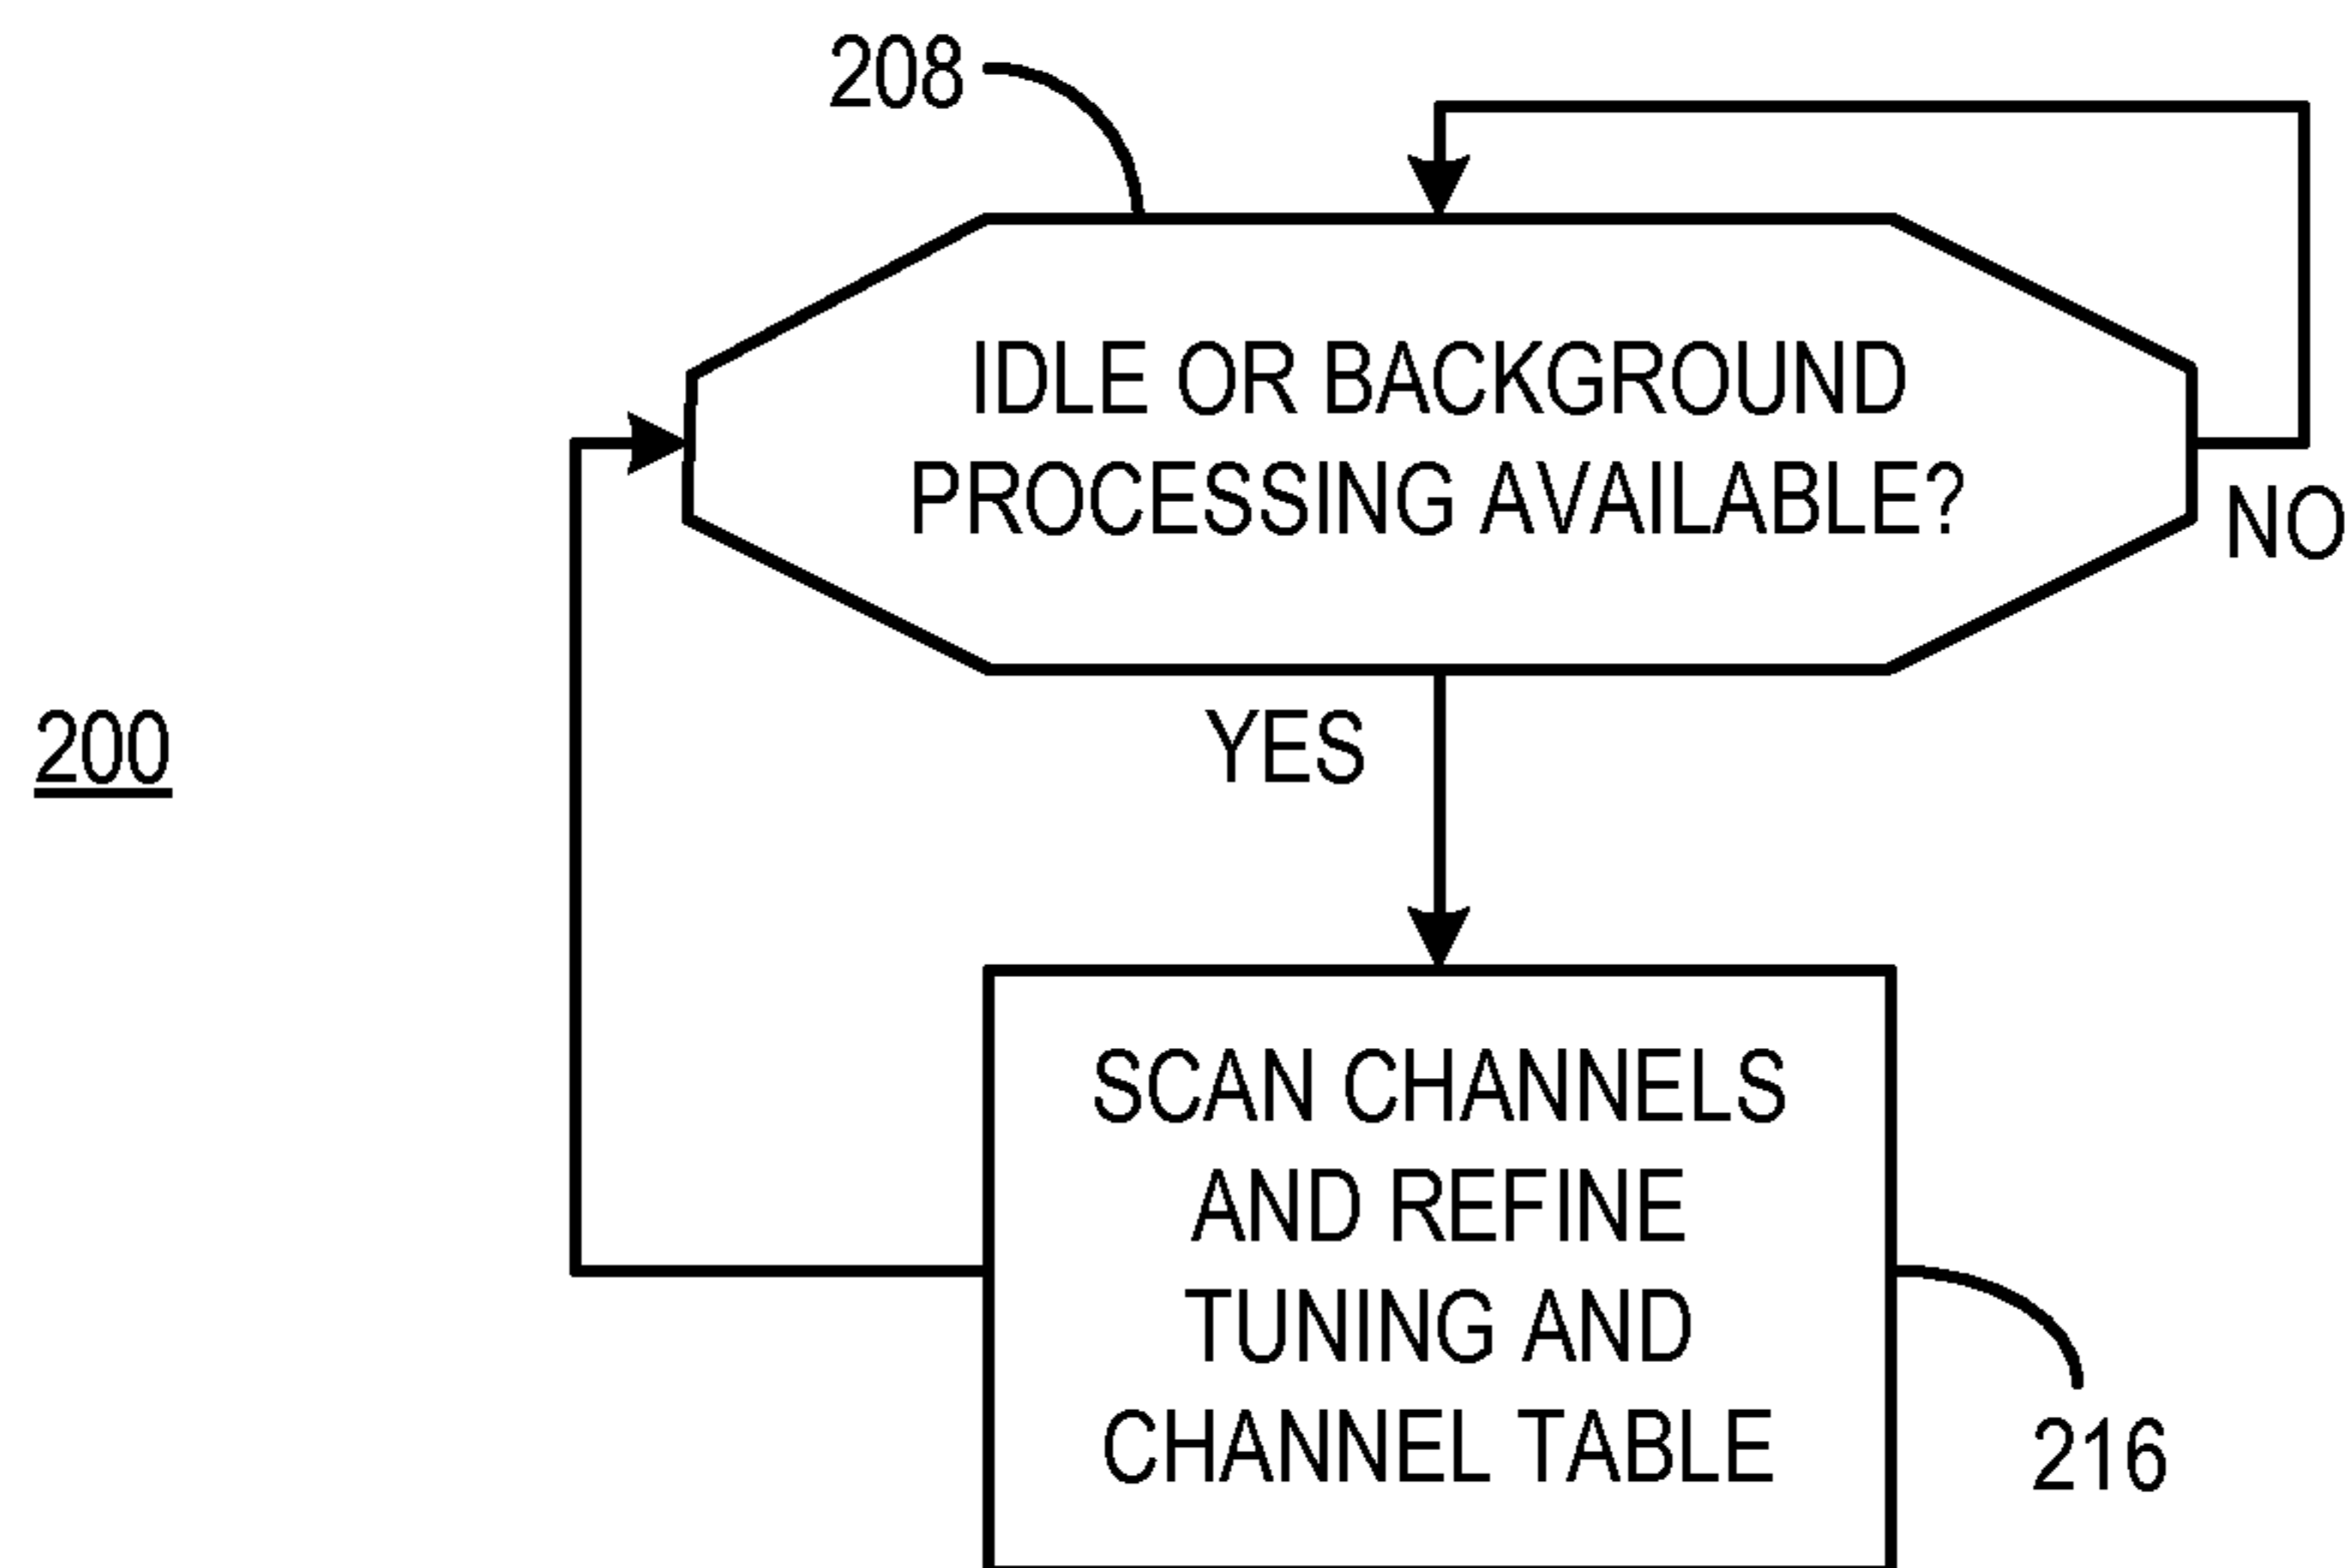 208
IDLE OR BACKGROUND
PROCESSING AVAILABLE?
NO
200
YES
SCAN CHANNELS
AND REFINE
TUNING AND
CHANNEL TABLE
216